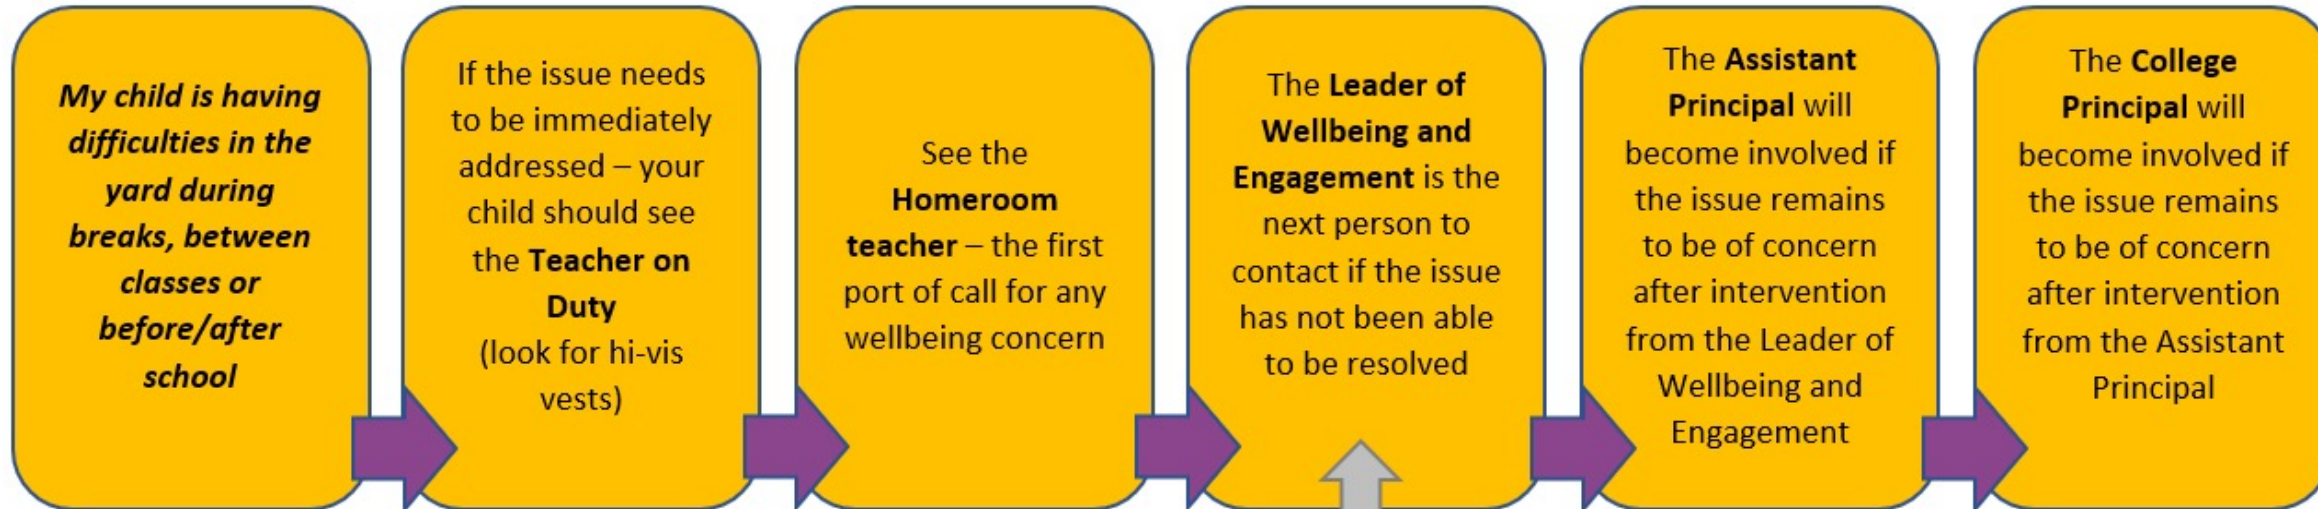 My child is having
difficulties in the
yard during
breaks, between
classes or
before/after
school
If the issue needs
to be immediately
addressed – your
child should see
the Teacher on
Duty
(look for hi-vis
vests)
See the
Homeroom
teacher – the first
port of call for any
wellbeing concern
The Leader of
Wellbeing and
Engagement is the
next person to
contact if the issue
has not been able
to be resolved
The Assistant
Principal will
become involved if
the issue remains
to be of concern
after intervention
from the Leader of
Wellbeing and
Engagement
The College
Principal will
become involved if
the issue remains
to be of concern
after intervention
from the Assistant
Principal